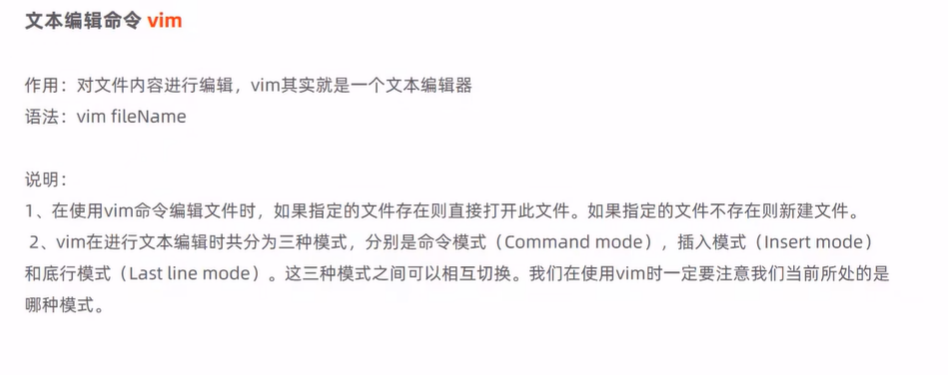 文本编辑命令 vim
作用：对文件内容进行编辑，vim其实就是一个文本编辑器
语法：vim fileName
说明：
1、在使用vim命令编辑文件时，如果指定的文件存在则直接打开此文件。如果指定的文件不存在则新建文件。
2、vim在进行文本编辑时共分为三种模式，分别是命令模式（Command mode），插入模式（Insert mode）
和底行模式（Last line mode）。这三种模式之间可以相互切换。我们在使用vim时一定要注意我们当前所处的是
哪种模式。